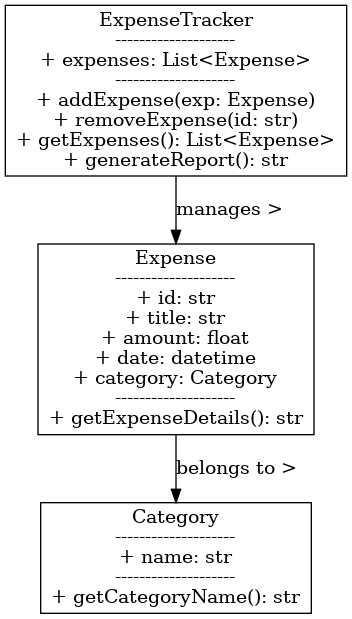 ExpenseTracker
--------------------
+ expenses: List<Expense>
--------------------
+ addExpense(exp: Expense)
+ removeExpense(id: str)
+ getExpenses(): List<Expense>
+ generateReport(): str
manages >
Expense
--------------------
+ id: str
+ title: str
+ amount: float
+ date: datetime
+ category: Category
--------------------
+ getExpenseDetails(): str
belongs to >
Category
--------------------
+ name: str
--------------------
+ getCategoryName(): str